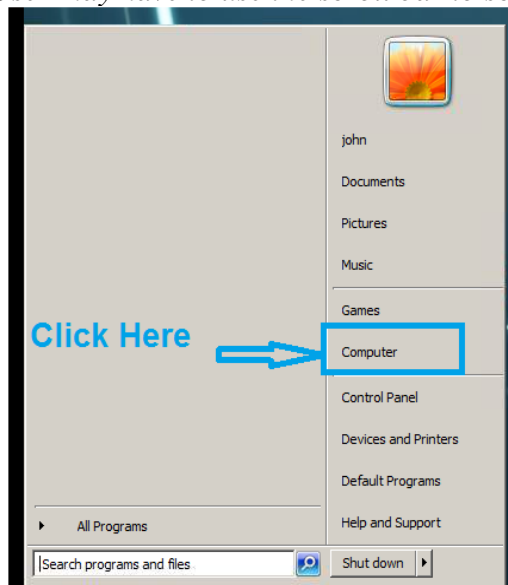 john
Documents
Pictures
Music
Games
Click Here
Computer
Control Panel
Devices and Printers
Default Programs
All Programs
Help and Support
Search programs and files
Shut down